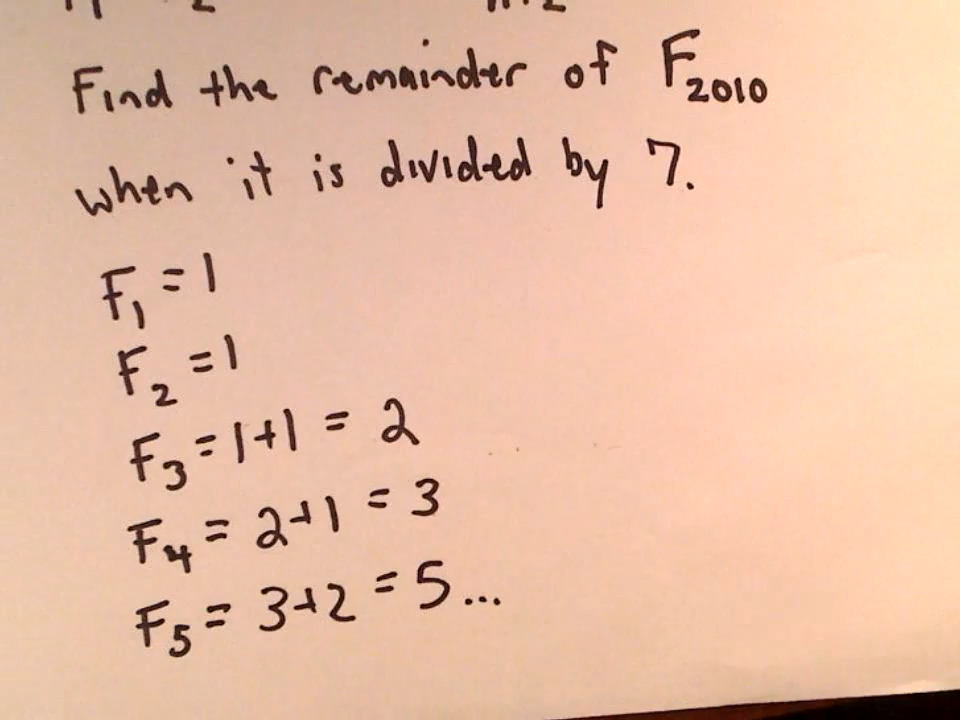 Find the remainder of F₂₀₁₀
when it is divided by 7.
F₁ = 1
F₂ = 1
F₃ = 1+1 = 2
F₄ = 2+1 = 3
F₅ = 3+2 = 5...